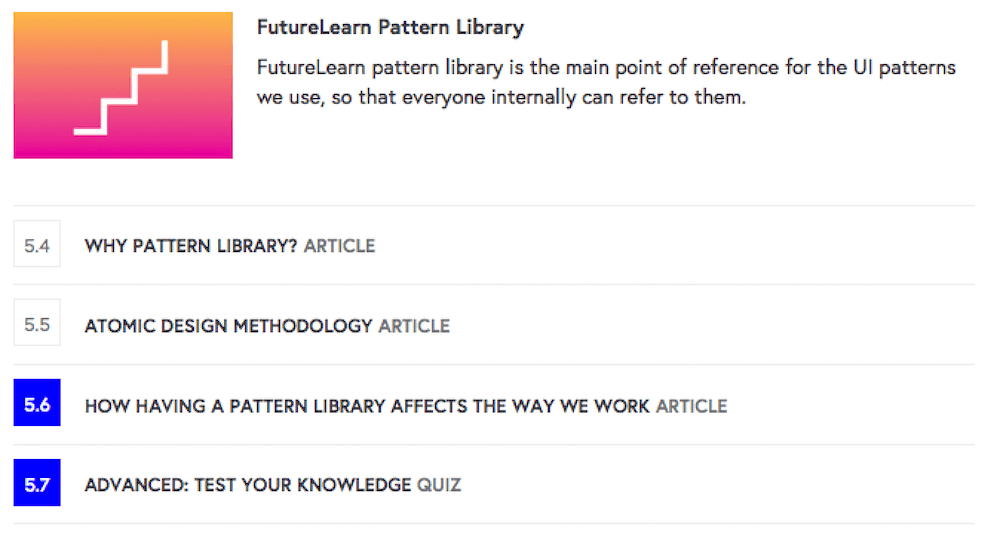 FutureLearn Pattern Library
FutureLearn pattern library is the main point of reference for the UI patterns
we use, so that everyone internally can refer to them.
5.4 WHY PATTERN LIBRARY? ARTICLE
5.5 ATOMIC DESIGN METHODOLOGY ARTICLE
5.6 HOW HAVING A PATTERN LIBRARY AFFECTS THE WAY WE WORK ARTICLE
5.7 ADVANCED: TEST YOUR KNOWLEDGE QUIZ